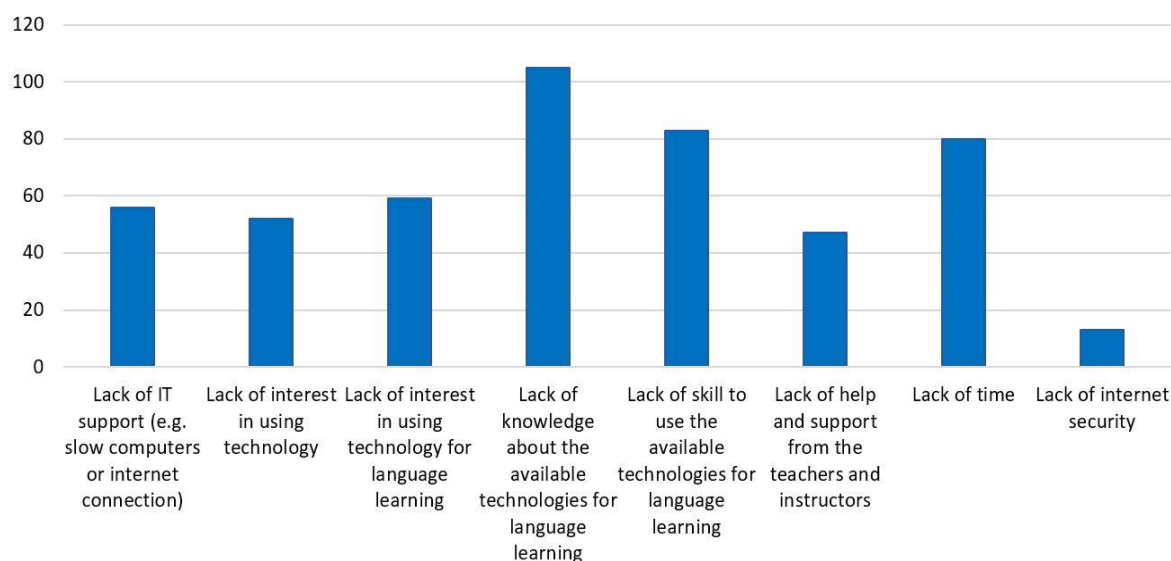 120
100
80
60
40
20
0
Lack of IT
support (e.g.
slow computers
or internet
connection)
Lack of interest
in using
technology
Lack of interest
in using
technology for
language
learning
Lack of
knowledge
about the
available
technologies for
language
learning
Lack of skill to
use the
available
technologies for
language
learning
Lack of help
and support
from the
teachers and
instructors
Lack of time
Lack of internet
security